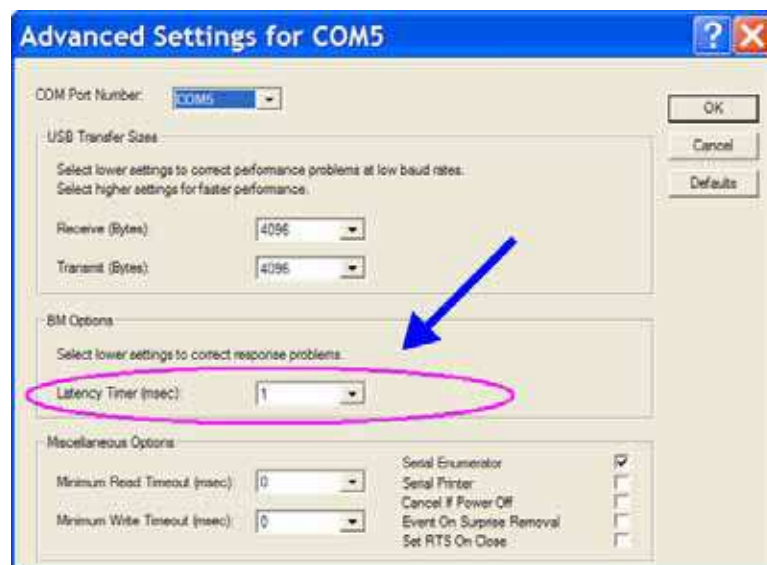 Advanced Settings for COM5
COM Port Number: COM5
OK
Cancel
Defaults
USB Transfer Sizes
Select lower settings to correct performance problems at low baud rates.
Select higher settings for faster performance.
Receive (Bytes): 4096
Transmit (Bytes): 4096
BM Options
Select lower settings to correct response problems.
Latency Timer (msec): 1
Miscellaneous Options
Minimum Read Timeout (msec): 0
Minimum Write Timeout (msec): 0
Serial Enumerator
Serial Printer
Cancel If Power Off
Event On Surprise Removal
Set RTS On Close